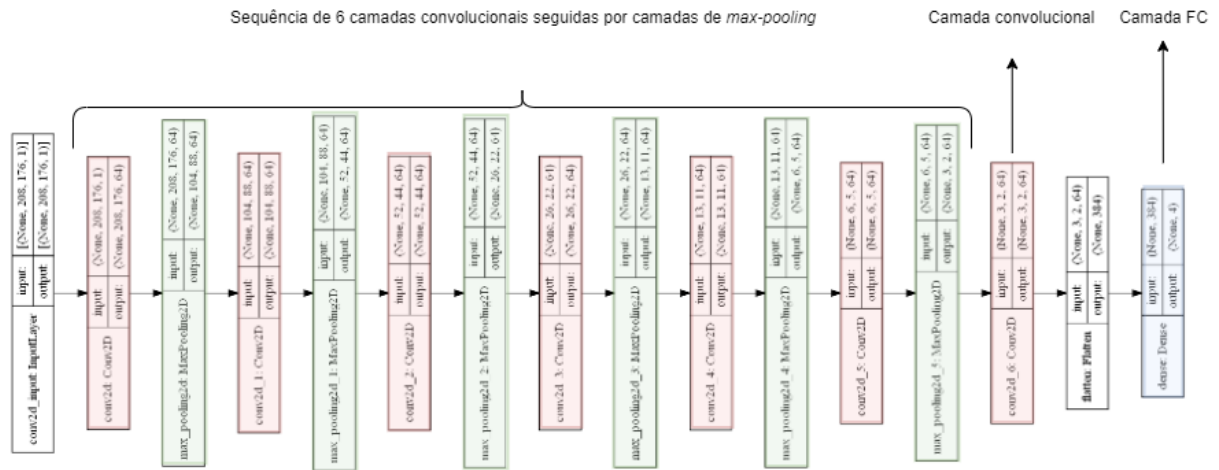 Sequência de 6 camadas convolucionais seguidas por camadas de max-pooling
Camada convolucional
Camada FC
conv2d_input: InputLayer
input: [(None, 208, 176, 1)]
output: [(None, 208, 176, 1)]
conv2d: Conv2D
input: (None, 208, 176, 1)
output: (None, 208, 176, 64)
max_pooling2d: MaxPooling2D
input: (None, 208, 176, 64)
output: (None, 104, 88, 64)
conv2d_1: Conv2D
input: (None, 104, 88, 64)
output: (None, 104, 88, 64)
max_pooling2d_1: MaxPooling2D
input: (None, 104, 88, 64)
output: (None, 52, 44, 64)
conv2d_2: Conv2D
input: (None, 52, 44, 64)
output: (None, 52, 44, 64)
max_pooling2d_2: MaxPooling2D
input: (None, 52, 44, 64)
output: (None, 26, 22, 64)
conv2d_3: Conv2D
input: (None, 26, 22, 64)
output: (None, 26, 22, 64)
max_pooling2d_3: MaxPooling2D
input: (None, 26, 22, 64)
output: (None, 13, 11, 64)
conv2d_4: Conv2D
input: (None, 13, 11, 64)
output: (None, 13, 11, 64)
max_pooling2d_4: MaxPooling2D
input: (None, 13, 11, 64)
output: (None, 6, 5, 64)
conv2d_5: Conv2D
input: (None, 6, 5, 64)
output: (None, 6, 5, 64)
max_pooling2d_5: MaxPooling2D
input: (None, 6, 5, 64)
output: (None, 3, 2, 64)
conv2d_6: Conv2D
input: (None, 3, 2, 64)
output: (None, 3, 2, 64)
flatten: Flatten
input: (None, 3, 2, 64)
output: (None, 384)
dense: Dense
input: (None, 384)
output: (None, 4)